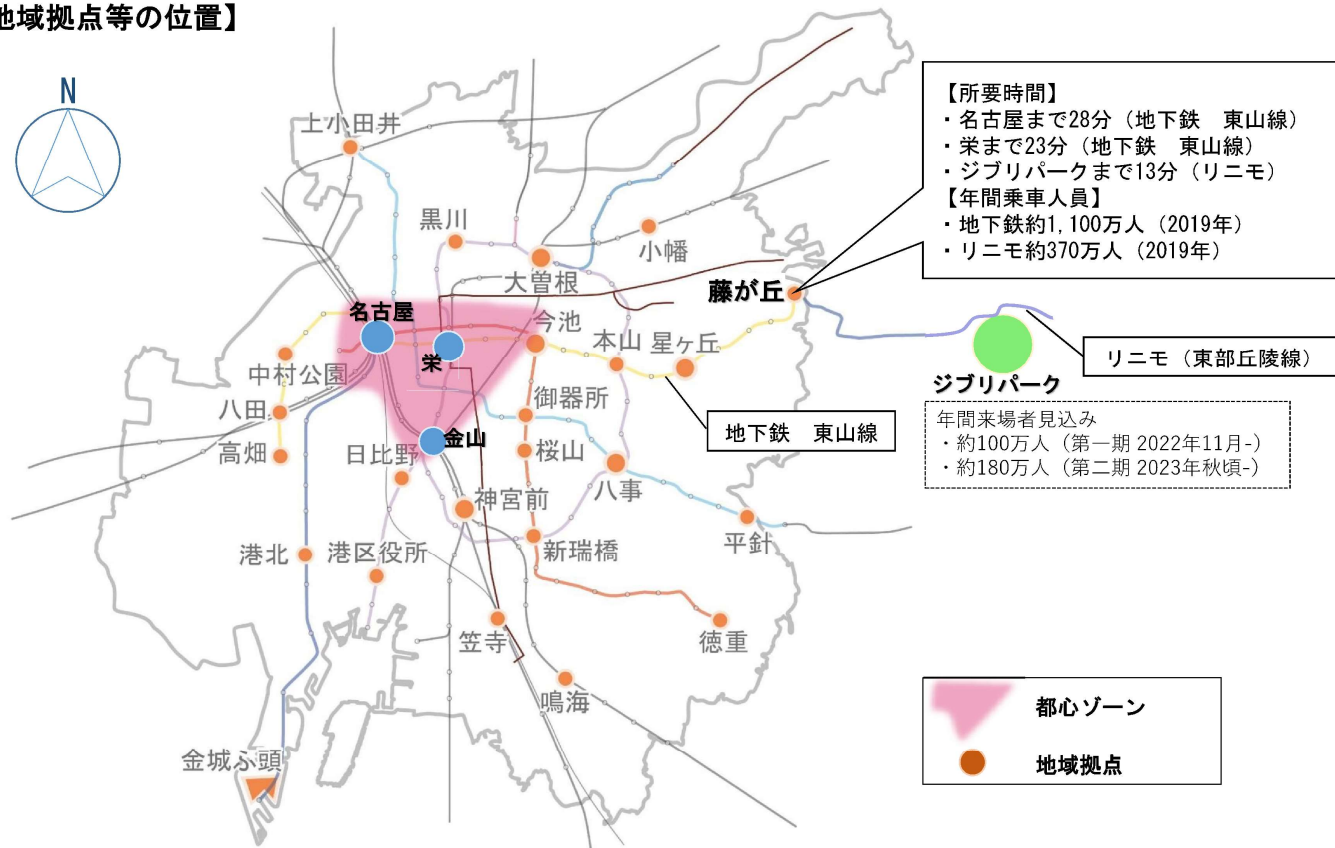 地域拠点等の位置】
N
上小田井
【所要時間】
・名古屋まで28分（地下鉄　東山線）
・栄まで23分（地下鉄　東山線）
・ジブリパークまで13分（リニモ）
【年間乗車人員】
・地下鉄約1,100万人（2019年）
・リニモ約370万人（2019年）
黒川
小幡
大曽根
藤が丘
名古屋
今池
栄
本山
星ヶ丘
リニモ（東部丘陵線）
中村公園
ジブリパーク
八田
御器所
地下鉄　東山線
年間来場者見込み
・約100万人（第一期 2022年11月-）
・約180万人（第二期 2023年秋頃-）
金山
高畑
日比野
桜山
八事
神宮前
平針
港北
港区役所
新瑞橋
笠寺
徳重
鳴海
都心ゾーン
金城ふ頭
地域拠点